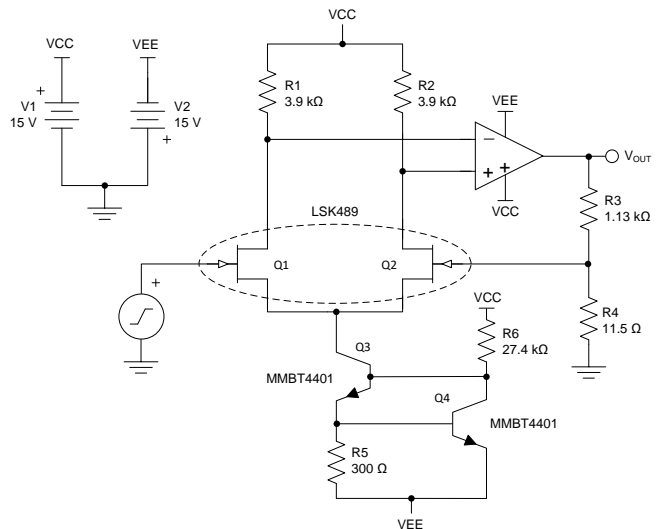 VCC
VCC
VEE
V1
15 V
V2
15 V
+
+
R1
3.9 kΩ
R2
3.9 kΩ
VEE
−
+
+
VCC
VOUT
R3
1.13 kΩ
LSK489
Q1
Q2
+
VCC
R6
27.4 kΩ
R4
11.5 Ω
Q3
MMBT4401
Q4
MMBT4401
R5
300 Ω
VEE